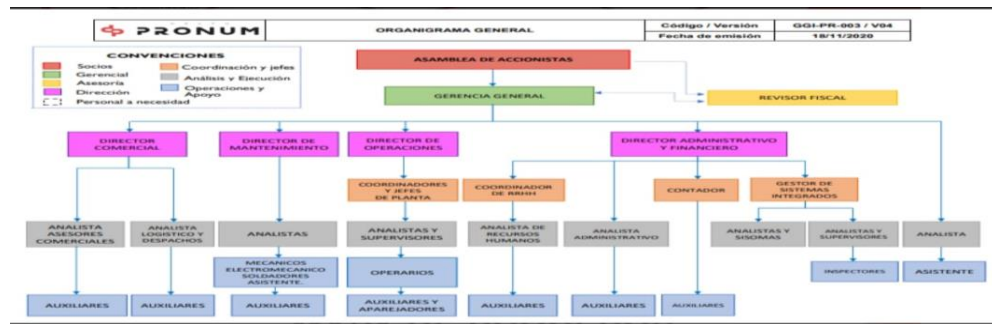 PRONUM
ORGANIGRAMA GENERAL
Código / Versión
GGI-PR-003 / V04
Fecha de emisión
18/11/2020
CONVENCIONES
Socios
Gerencial
Asesoría
Dirección
Personal a necesidad
Coordinación y jefes
Análisis y Ejecución
Operaciones y
Apoyo
ASAMBLEA DE ACCIONISTAS
GERENCIA GENERAL
REVISOR FISCAL
DIRECTOR
COMERCIAL
DIRECTOR DE
MANTENIMIENTO
DIRECTOR DE
OPERACIONES
DIRECTOR ADMINISTRATIVO
Y FINANCIERO
COORDINADORES
Y JEFES
DE PLANTA
COORDINADOR
DE RRHH
CONTADOR
GESTOR DE
SISTEMAS
INTEGRADOS
ANALISTA
ASESORES
COMERCIALES
ANALISTA
LOGISTICO Y
DESPACHOS
ANALISTAS
ANALISTAS Y
SUPERVISORES
ANALISTA DE
RECURSOS
HUMANOS
ANALISTA
ADMINISTRATIVO
ANALISTAS Y
SISOMAS
ANALISTAS Y
SUPERVISORES
ANALISTA
MECANICOS
ELECTROMECANICO
SOLDADORES
ASISTENTE.
OPERARIOS
INSPECTORES
ASISTENTE
AUXILIARES
AUXILIARES
AUXILIARES
AUXILIARES Y
APAREJADORES
AUXILIARES
AUXILIARES
AUXILIARES